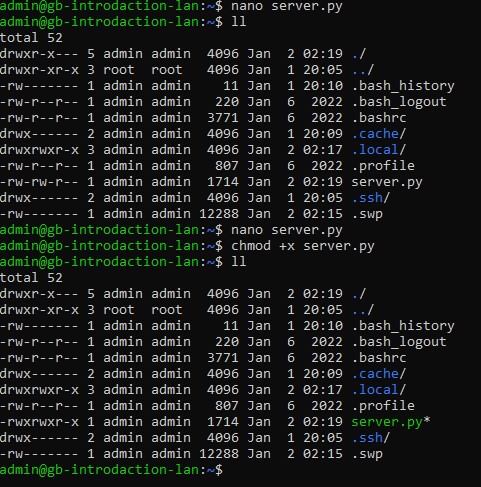 admin@gb-introdaction-lan:~$ nano server.py
admin@gb-introdaction-lan:~$ ll
total 52
drwxr-x--- 5 admin admin  4096 Jan  2 02:19 ./
drwxr-xr-x 3 root  root   4096 Jan  1 20:05 ../
-rw------- 1 admin admin    11 Jan  1 20:10 .bash_history
-rw-r--r-- 1 admin admin   220 Jan  6  2022 .bash_logout
-rw-r--r-- 1 admin admin  3771 Jan  6  2022 .bashrc
drwx------ 2 admin admin  4096 Jan  1 20:09 .cache/
drwxrwxr-x 3 admin admin  4096 Jan  2 02:17 .local/
-rw-r--r-- 1 admin admin   807 Jan  6  2022 .profile
-rw-rw-r-- 1 admin admin  1714 Jan  2 02:19 server.py
drwx------ 2 admin admin  4096 Jan  1 20:05 .ssh/
-rw------- 1 admin admin 12288 Jan  2 02:15 .swp
admin@gb-introdaction-lan:~$ nano server.py
admin@gb-introdaction-lan:~$ chmod +x server.py
admin@gb-introdaction-lan:~$ ll
total 52
drwxr-x--- 5 admin admin  4096 Jan  2 02:19 ./
drwxr-xr-x 3 root  root   4096 Jan  1 20:05 ../
-rw------- 1 admin admin    11 Jan  1 20:10 .bash_history
-rw-r--r-- 1 admin admin   220 Jan  6  2022 .bash_logout
-rw-r--r-- 1 admin admin  3771 Jan  6  2022 .bashrc
drwx------ 2 admin admin  4096 Jan  1 20:09 .cache/
drwxrwxr-x 3 admin admin  4096 Jan  2 02:17 .local/
-rw-r--r-- 1 admin admin   807 Jan  6  2022 .profile
-rwxrwxr-x 1 admin admin  1714 Jan  2 02:19 server.py*
drwx------ 2 admin admin  4096 Jan  1 20:05 .ssh/
-rw------- 1 admin admin 12288 Jan  2 02:15 .swp
admin@gb-introdaction-lan:~$